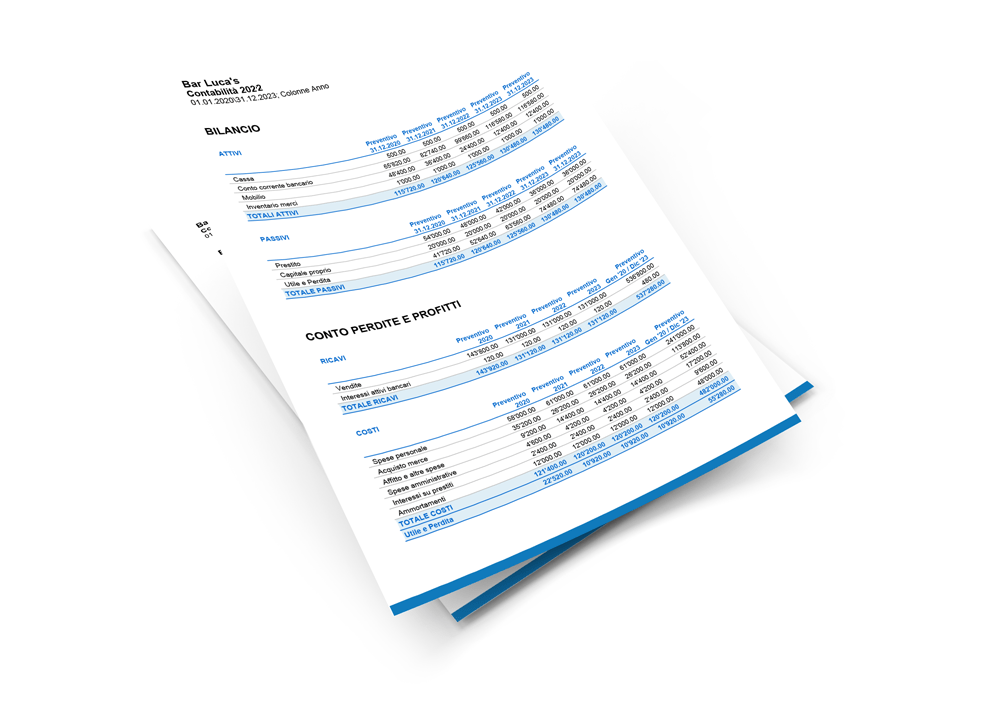 Bar Luca's
Contabilità 2022
01.01.2020\31.12.2023; Colonne Anno
BILANCIO
ATTIVI Preventivo 31.12.2020 Preventivo 31.12.2021 Preventivo 31.12.2022 Preventivo 31.12.2023 Preventivo 31.12.2023
Cassa 500.00 500.00 500.00 500.00 500.00
Conto corrente bancario 65'820.00 82'740.00 99'660.00 116'580.00 116'580.00
Mobilio 48'400.00 36'400.00 24'400.00 12'400.00 12'400.00
Inventario merci 1'000.00 1'000.00 1'000.00 1'000.00 1'000.00
TOTALI ATTIVI 115'720.00 120'640.00 125'560.00 130'480.00 130'480.00
PASSIVI Preventivo 31.12.2020 Preventivo 31.12.2021 Preventivo 31.12.2022 Preventivo 31.12.2023 Preventivo 31.12.2023
Prestito 54'000.00 48'000.00 42'000.00 36'000.00 36'000.00
Capitale proprio 20'000.00 20'000.00 20'000.00 20'000.00 20'000.00
Utile e Perdita 41'720.00 52'640.00 63'560.00 74'480.00 74'480.00
TOTALE PASSIVI 115'720.00 120'640.00 125'560.00 130'480.00 130'480.00
CONTO PERDITE E PROFITTI
RICAVI Preventivo 2020 Preventivo 2021 Preventivo 2022 Preventivo 2023 Preventivo Gen '20 / Dic '23
Vendite 143'800.00 131'000.00 131'000.00 131'000.00 536'800.00
Interessi attivi bancari 120.00 120.00 120.00 120.00 480.00
TOTALE RICAVI 143'920.00 131'120.00 131'120.00 131'120.00 537'280.00
COSTI Preventivo 2020 Preventivo 2021 Preventivo 2022 Preventivo 2023 Preventivo Gen '20 / Dic '23
Spese personale 58'000.00 61'000.00 61'000.00 61'000.00 241'000.00
Acquisto merce 35'200.00 26'200.00 26'200.00 26'200.00 113'800.00
Affitto e altre spese 9'200.00 14'400.00 14'400.00 14'400.00 52'400.00
Spese amministrative 4'600.00 4'200.00 4'200.00 4'200.00 17'200.00
Interessi su prestiti 2'400.00 2'400.00 2'400.00 2'400.00 9'600.00
Ammortamenti 12'000.00 12'000.00 12'000.00 12'000.00 48'000.00
TOTALE COSTI 121'400.00 120'200.00 120'200.00 120'200.00 482'000.00
Utile e Perdita 22'520.00 10'920.00 10'920.00 10'920.00 55'280.00